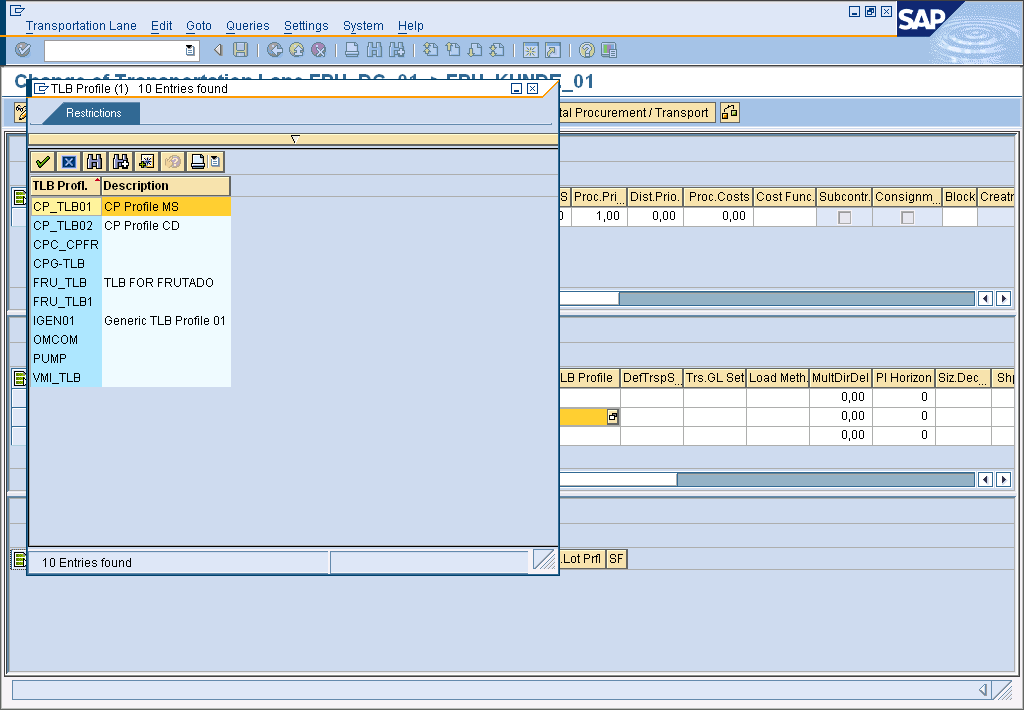 Transportation Lane Edit Goto Queries Settings System Help
SAP
Change of Transportation Lane FRU_DC_01 -> FRU_KUNDE_01
TLB Profile (1) 10 Entries found
Restrictions
tal Procurement / Transport
TLB Profl. Description
CP_TLB01 CP Profile MS
CP_TLB02 CP Profile CD
CPC_CPFR
CPG-TLB
FRU_TLB TLB FOR FRUTADO
FRU_TLB1
IGEN01 Generic TLB Profile 01
OMCOM
PUMP
VMI_TLB
10 Entries found
S Proc.Pri... Dist.Prio. Proc.Costs Cost Func. Subcontr. Consignm... Block Creatn
0 1,00 0,00 0,00
LB Profile DefTrspS... Trs.GL Set Load Meth. MultDirDel PI Horizon Siz.Dec... Shp
0,00 0
0,00 0
0,00 0
.Lot Prfl SF